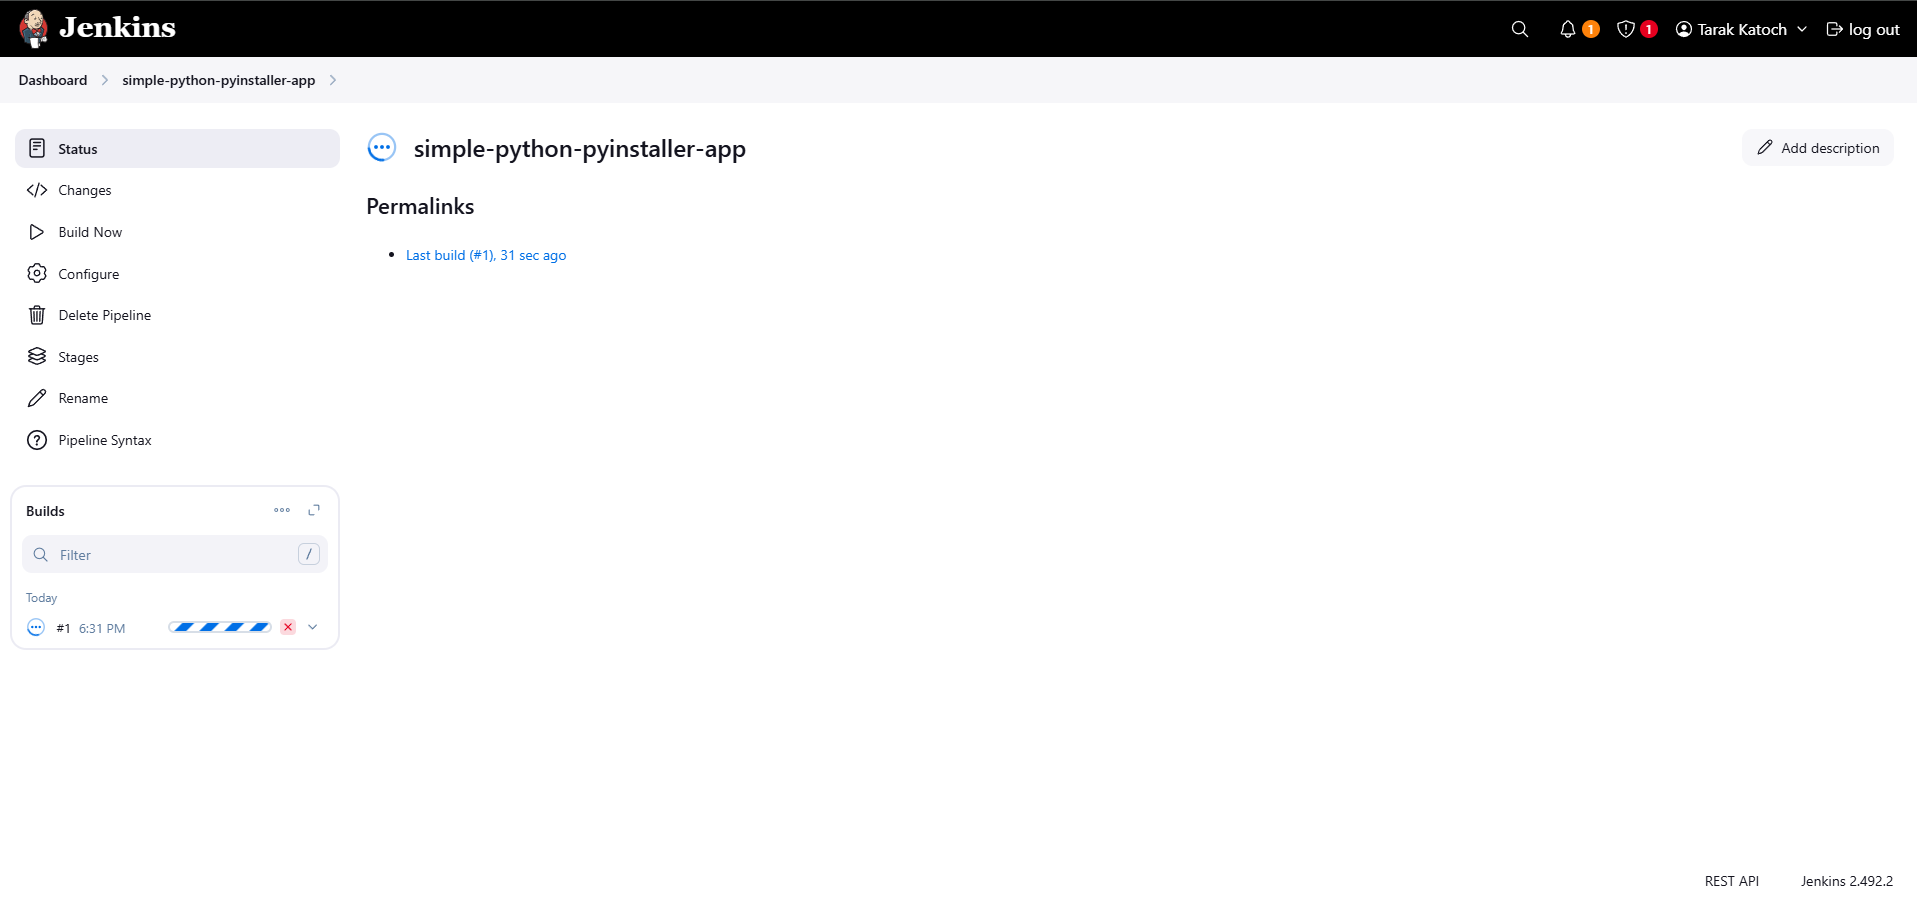 Jenkins
1
1
Tarak Katoch
log out
Dashboard
simple-python-pyinstaller-app
Status
Changes
Build Now
Configure
Delete Pipeline
Stages
Rename
Pipeline Syntax
simple-python-pyinstaller-app
Add description
Permalinks
Last build (#1), 31 sec ago
Builds
Filter
/
Today
#1 6:31 PM
REST API
Jenkins 2.492.2